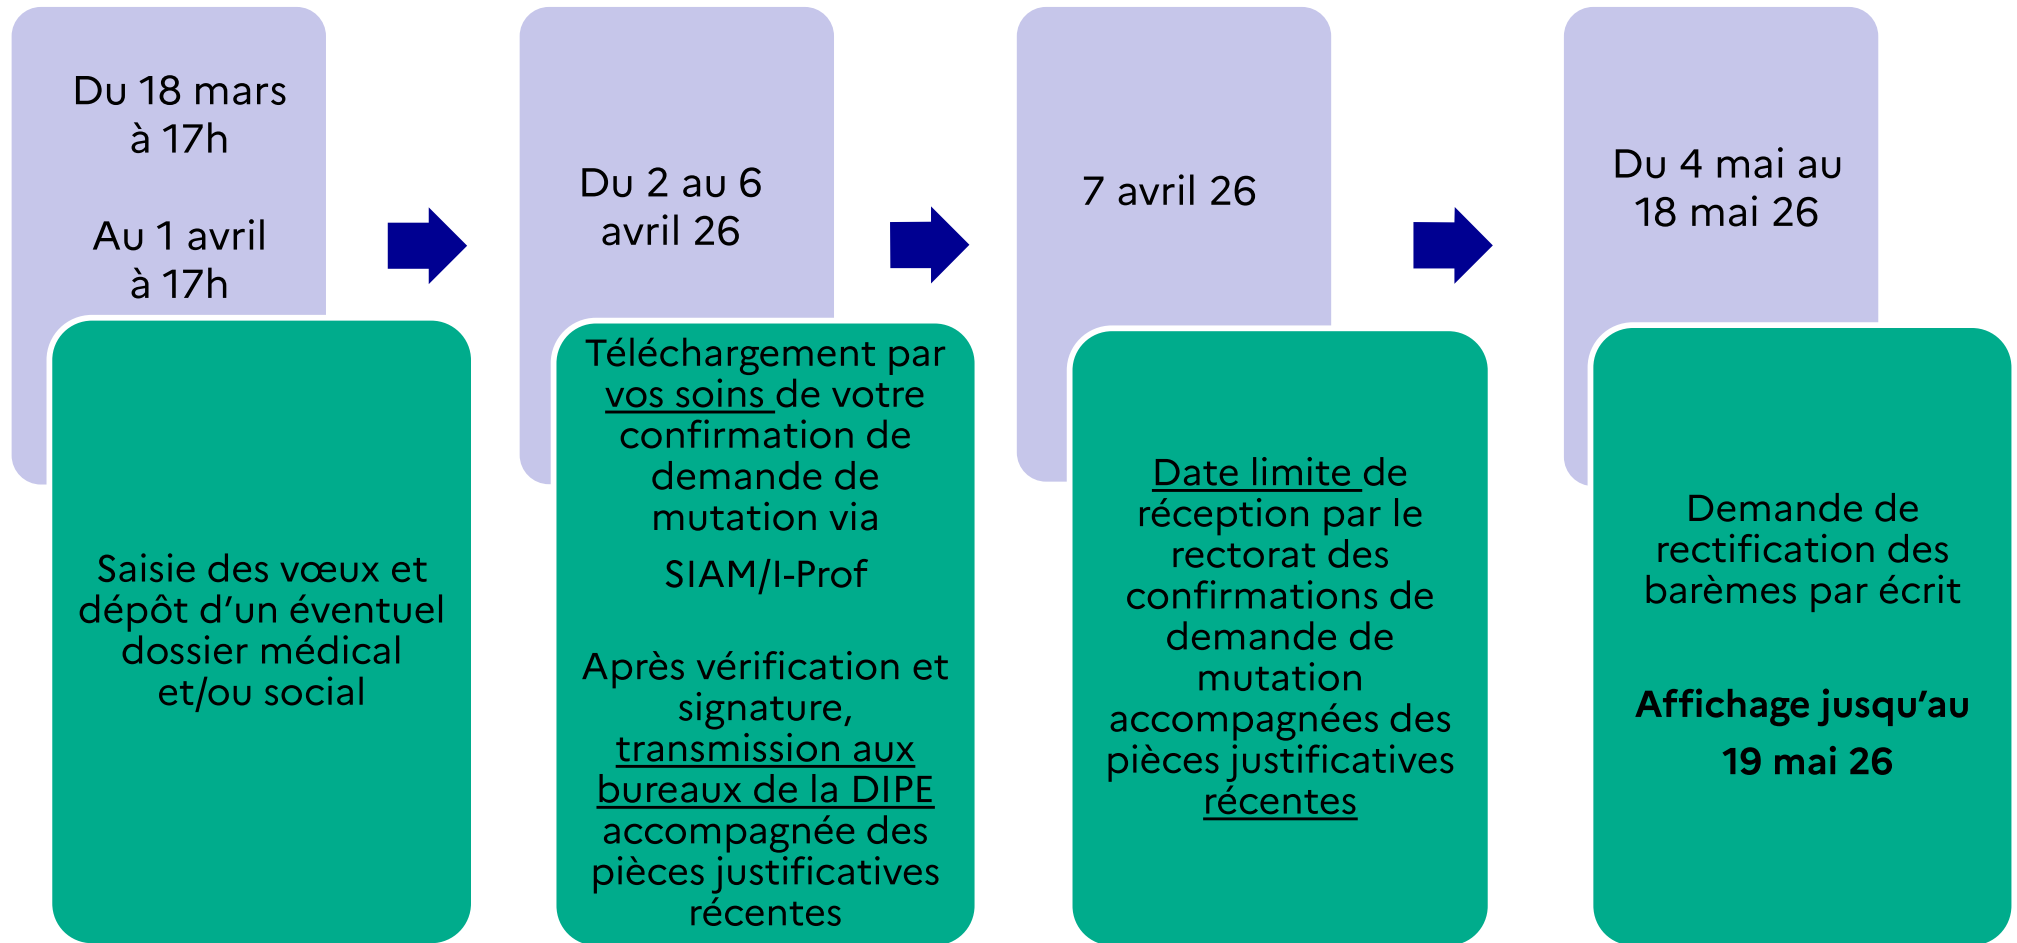 Du 18 mars
à 17h
Au 1 avril
à 17h
Saisie des vœux et
dépôt d’un éventuel
dossier médical
et/ou social
Du 2 au 6
avril 26
Téléchargement par
vos soins de votre
confirmation de
demande de
mutation via
SIAM/I-Prof
Après vérification et
signature,
transmission aux
bureaux de la DIPE
accompagnée des
pièces justificatives
récentes
7 avril 26
Date limite de
réception par le
rectorat des
confirmations de
demande de
mutation
accompagnées des
pièces justificatives
récentes
Du 4 mai au
18 mai 26
Demande de
rectification des
barèmes par écrit
Affichage jusqu’au
19 mai 26